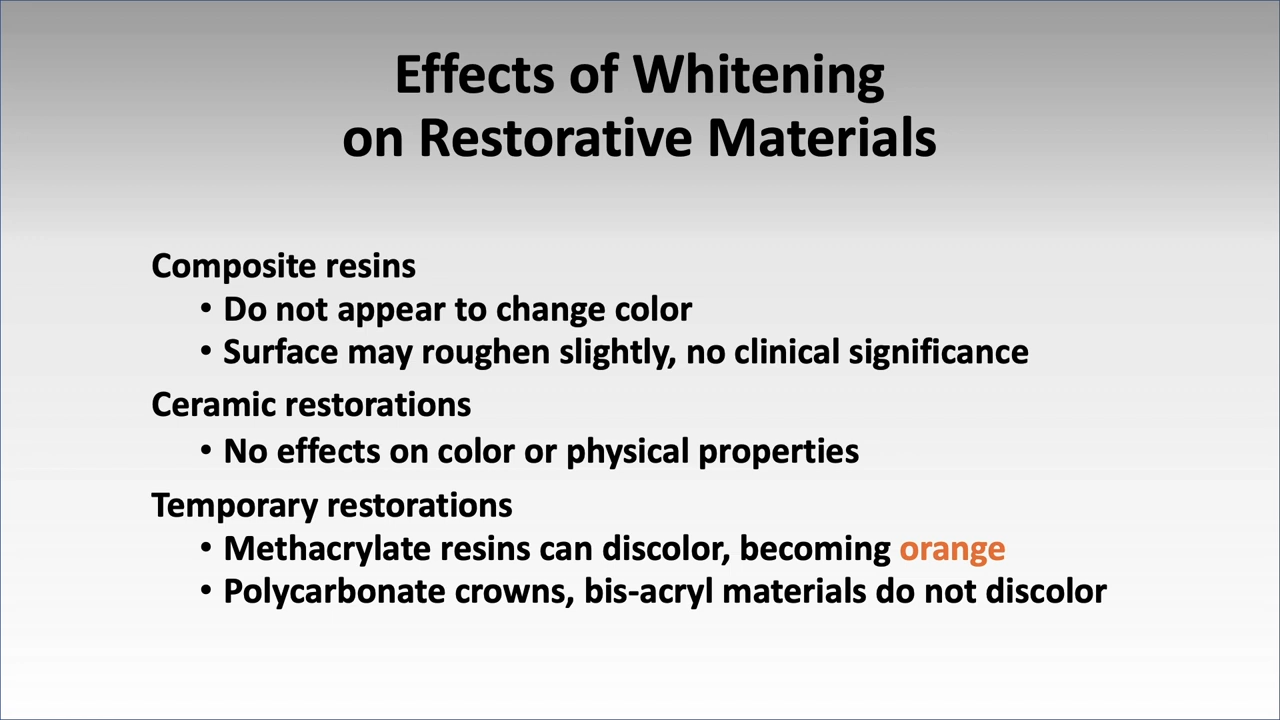 Effects of Whitening
on Restorative Materials
Composite resins
• Do not appear to change color
• Surface may roughen slightly, no clinical significance
Ceramic restorations
• No effects on color or physical properties
Temporary restorations
• Methacrylate resins can discolor, becoming orange
• Polycarbonate crowns, bis-acryl materials do not discolor